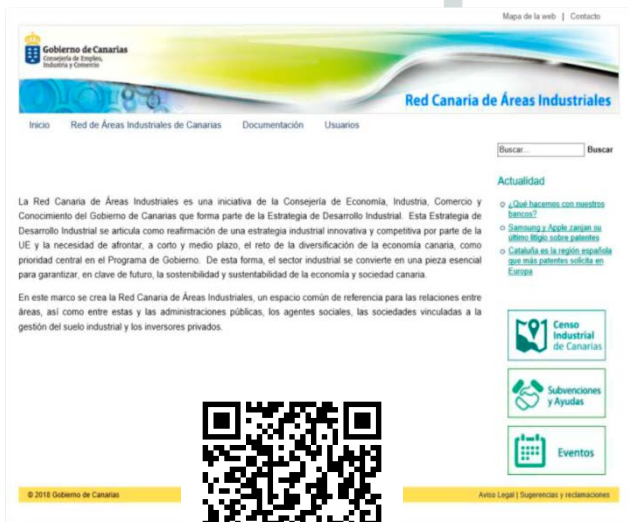 Mapa de la web | Contacto
Gobierno de Canarias
Consejería de Empleo,
Industria y Comercio
Red Canaria de Áreas Industriales
Inicio Red de Áreas Industriales de Canarias Documentación Usuarios
Buscar... Buscar
Actualidad
¿Qué hacemos con nuestros
bancos?
Samsung y Apple zanjan su
último litigio sobre patentes
Cataluña es la región española
que más patentes solicita en
Europa
La Red Canaria de Áreas Industriales es una iniciativa de la Consejería de Economía, Industria, Comercio y
Conocimiento del Gobierno de Canarias que forma parte de la Estrategia de Desarrollo Industrial. Esta Estrategia de
Desarrollo Industrial se articula como reafirmación de una estrategia industrial innovativa y competitiva por parte de la
UE y la necesidad de afrontar, a corto y medio plazo, el reto de la diversificación de la economía canaria, como
prioridad central en el Programa de Gobierno. De esta forma, el sector industrial se convierte en una pieza esencial
para garantizar, en clave de futuro, la sostenibilidad y sustentabilidad de la economía y sociedad canaria.
En este marco se crea la Red Canaria de Áreas Industriales, un espacio común de referencia para las relaciones entre
áreas, así como entre estas y las administraciones públicas, los agentes sociales, las sociedades vinculadas a la
gestión del suelo industrial y los inversores privados.
Censo
Industrial
de Canarias
Subvenciones
y Ayudas
Eventos
© 2018 Gobierno de Canarias
Aviso Legal | Sugerencias y reclamaciones